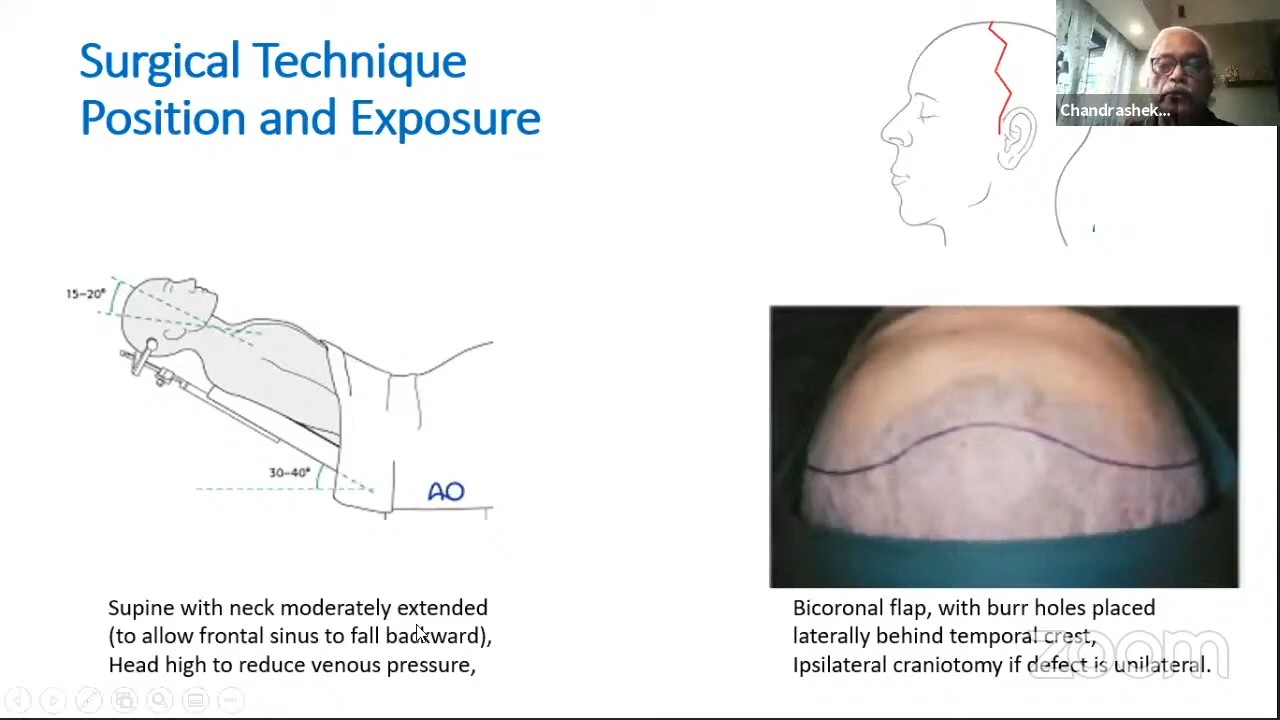 Surgical Technique
Position and Exposure
Chandrashek...
15-20°
30-40°
AO
Supine with neck moderately extended
(to allow frontal sinus to fall backward),
Head high to reduce venous pressure,
Bicoronal flap, with burr holes placed
laterally behind temporal crest,
Ipsilateral craniotomy if defect is unilateral.
zoom